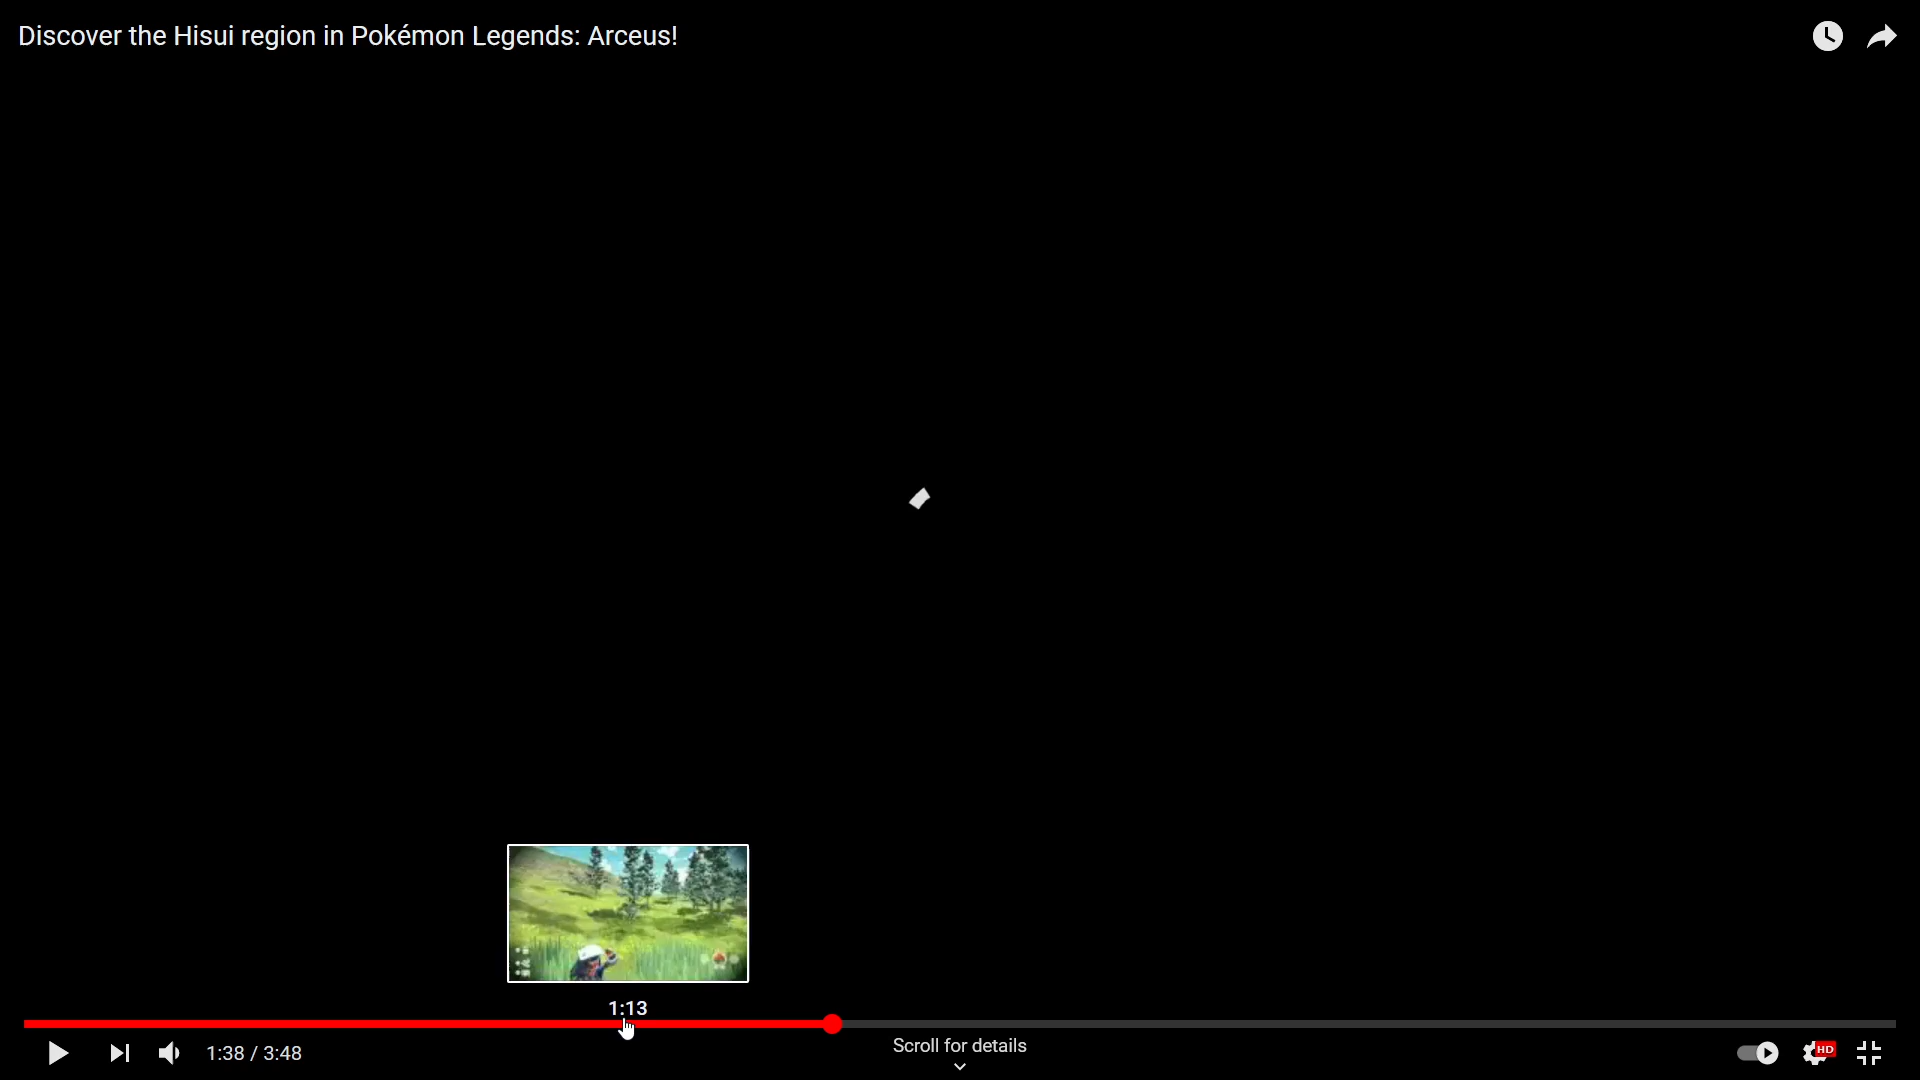 Discover the Hisui region in Pokémon Legends: Arceus!
1:13
1:38 / 3:48
Scroll for details
HD